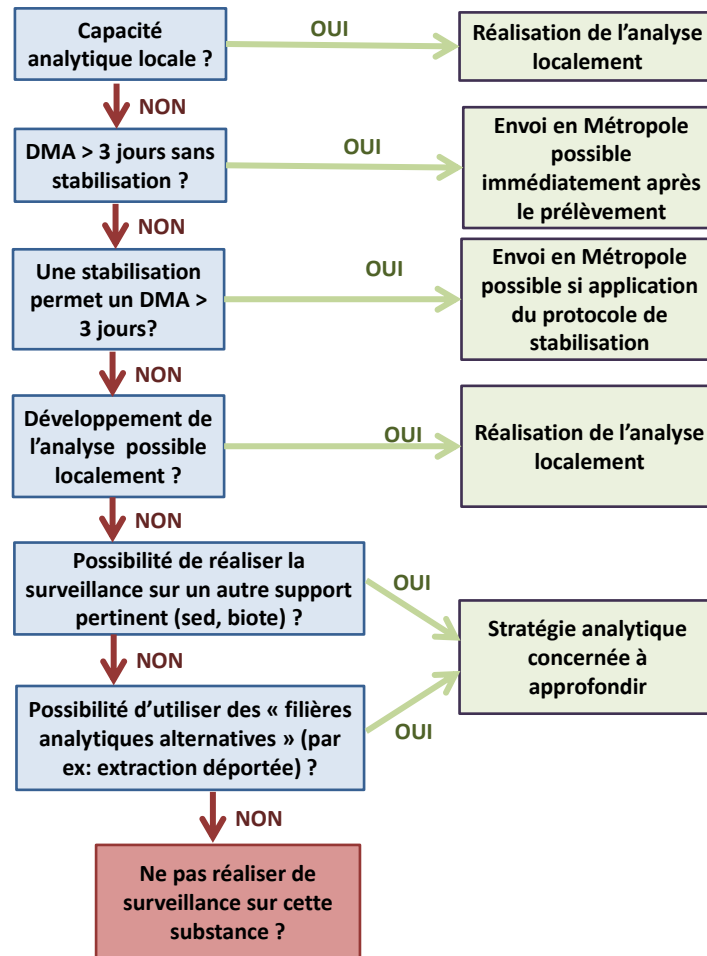 Capacité
analytique locale ?
OUI
Réalisation de l’analyse
localement
NON
DMA > 3 jours sans
stabilisation ?
OUI
Envoi en Métropole
possible
immédiatement après
le prélèvement
NON
Une stabilisation
permet un DMA >
3 jours?
OUI
Envoi en Métropole
possible si application
du protocole de
stabilisation
NON
Développement de
l’analyse possible
localement ?
OUI
Réalisation de l’analyse
localement
NON
Possibilité de réaliser la
surveillance sur un autre support
pertinent (sed, biote) ?
OUI
Stratégie analytique
concernée à
approfondir
NON
Possibilité d’utiliser des « filières
analytiques alternatives » (par
ex: extraction déportée) ?
OUI
NON
Ne pas réaliser de
surveillance sur cette
substance ?